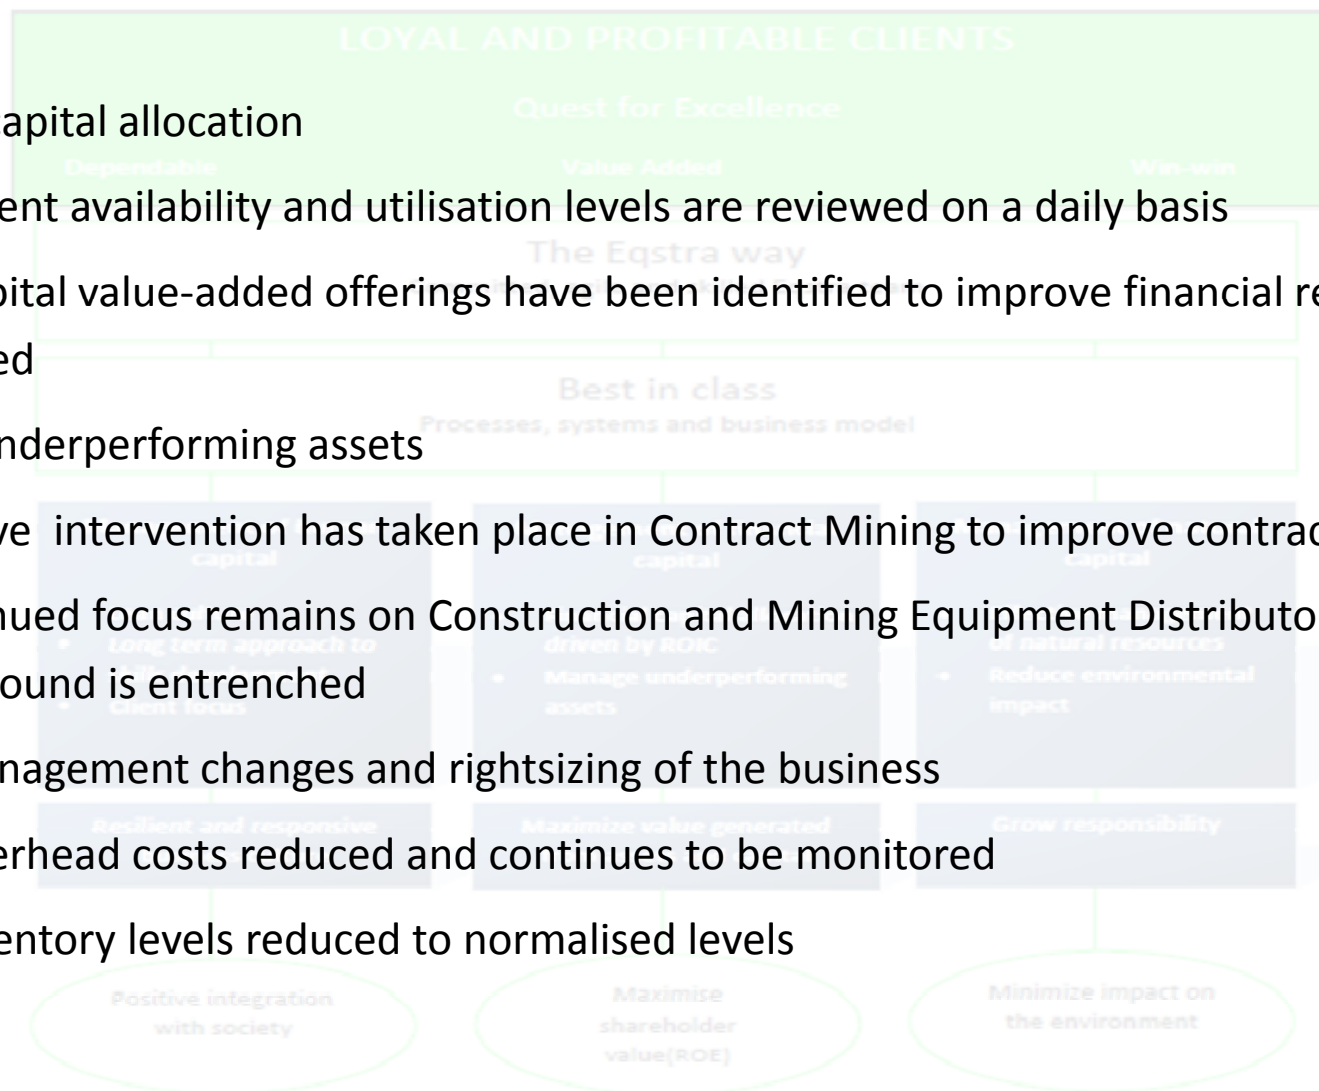 LOYAL AND PROFITABLE CLIENTS
Quest for Excellence
apital allocation
Dependable Value Added Win-win
ent availability and utilisation levels are reviewed on a daily basis
The Eqstra way
ital value-added offerings have been identified to improve financial re
ed
Best in class
Processes, systems and business model
nderperforming assets
ve intervention has taken place in Contract Mining to improve contrac
capital capital capital
nued focus remains on Construction and Mining Equipment Distributo
• Long term approach to driven by ROIC of natural resources
ound is entrenched
• Manage underperforming • Reduce environmental
• Client focus assets impact
nagement changes and rightsizing of the business
Resilient and responsive Maximize value generated Grow responsibility
erhead costs reduced and continues to be monitored
entory levels reduced to normalised levels
Positive integration Maximise Minimize impact on
with society shareholder the environment
value(ROE)